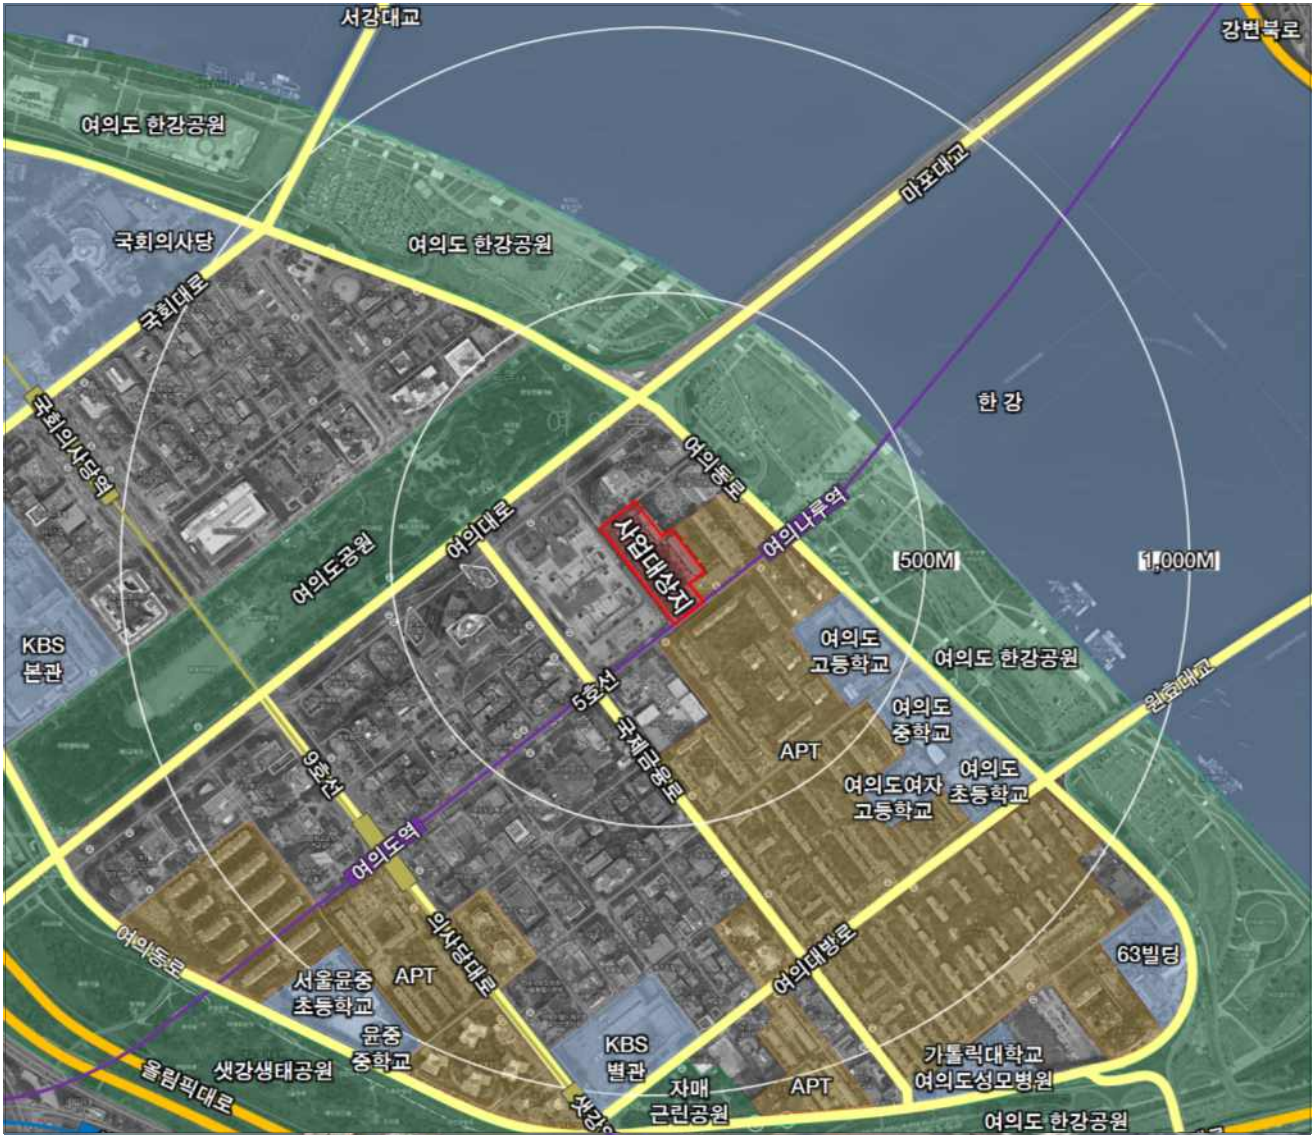 서강대교
강변북로
여의도 한강공원
마포대교
국회의사당
여의도 한강공원
국회대로
한 강
국회의사당역
여의동로
여의나루역
여의대로
사업대상지
여의도공원
500M
1,000M
KBS
본관
여의도
고등학교
여의도 한강공원
원효대교
5호선
여의도
중학교
국제금융로
9호선
APT
여의도여자
고등학교
여의도
초등학교
여의도역
여의동로
의사당대로
여의대방로
63빌딩
서울윤중
초등학교
APT
윤중
중학교
KBS
별관
가톨릭대학교
여의도성모병원
올림픽대로
샛강생태공원
자매
근린공원
APT
여의도 한강공원